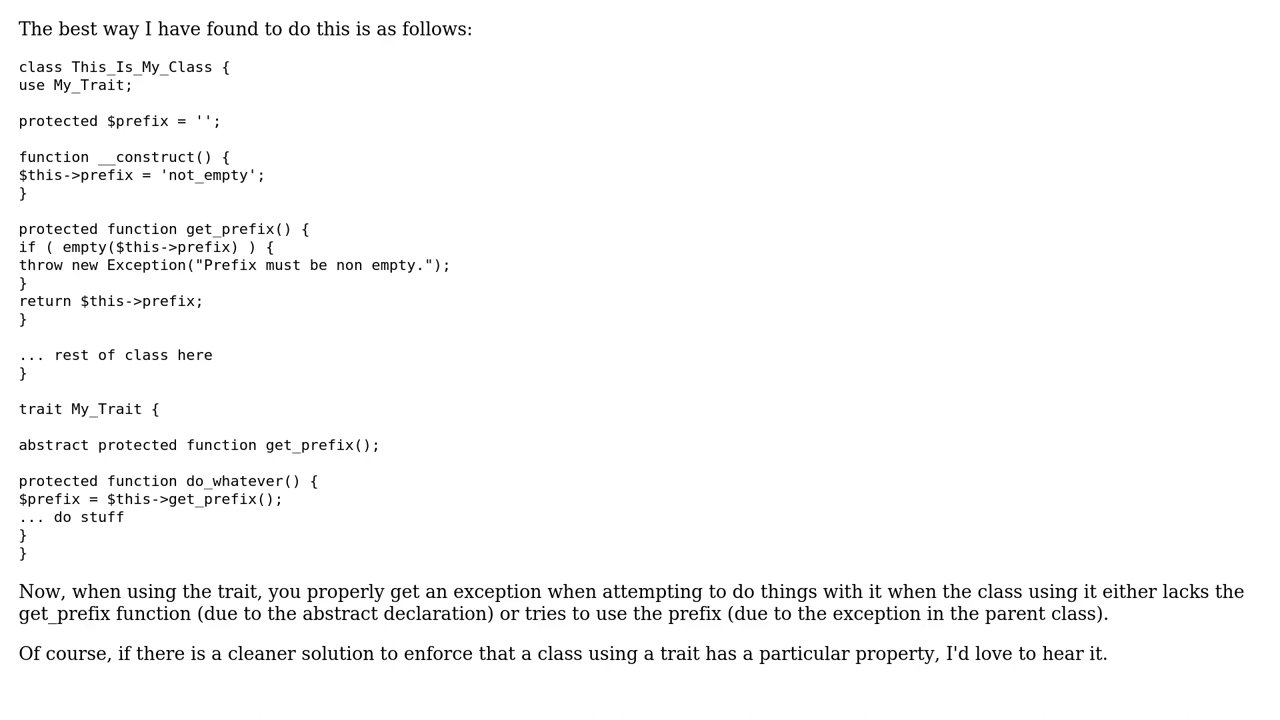 The best way I have found to do this is as follows:
class This_Is_My_Class {
use My_Trait;
protected $prefix = '';
function __construct() {
$this->prefix = 'not_empty';
}
protected function get_prefix() {
if ( empty($this->prefix) ) {
throw new Exception("Prefix must be non empty.");
}
return $this->prefix;
}
... rest of class here
}
trait My_Trait {
abstract protected function get_prefix();
protected function do_whatever() {
$prefix = $this->get_prefix();
... do stuff
}
}
Now, when using the trait, you properly get an exception when attempting to do things with it when the class using it either lacks the
get_prefix function (due to the abstract declaration) or tries to use the prefix (due to the exception in the parent class).
Of course, if there is a cleaner solution to enforce that a class using a trait has a particular property, I'd love to hear it.